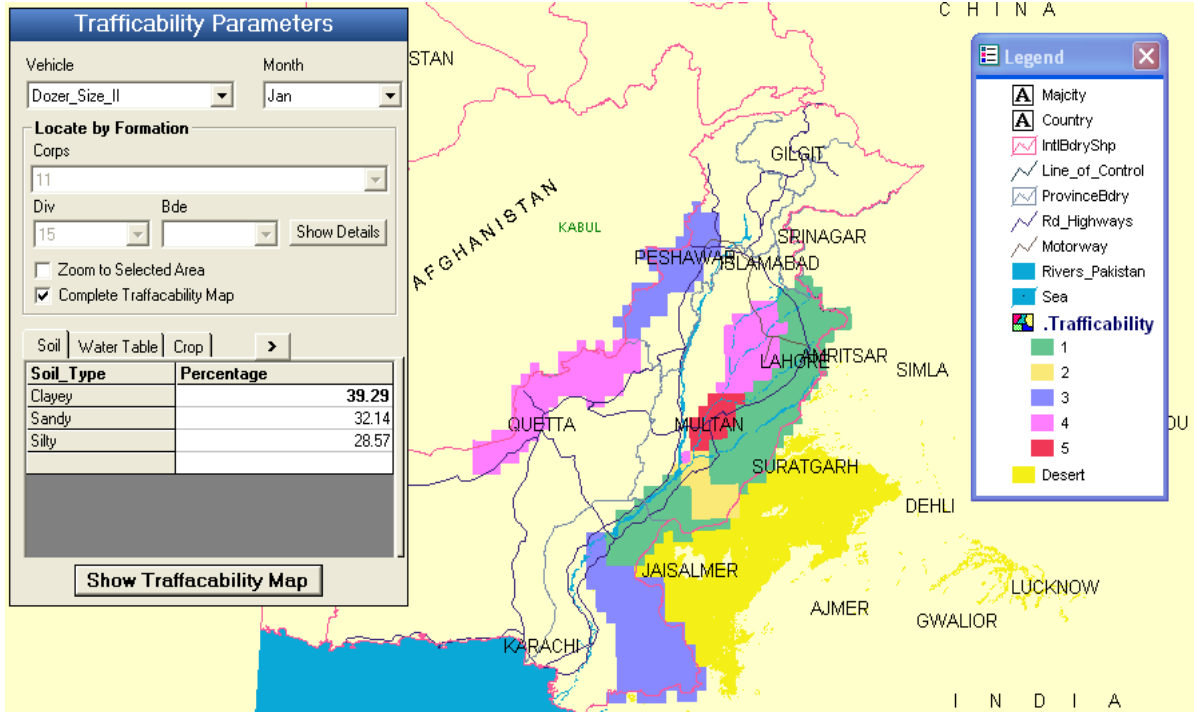 Trafficability Parameters
Vehicle Month
Dozer_Size_II Jan
Locate by Formation
Corps
11
Div Bde
15 Show Details
Zoom to Selected Area
Complete Traffacability Map
Soil Water Table Crop >
Soil_Type Percentage
Clayey 39.29
Sandy 32.14
Silty 28.57
Show Traffacability Map
CHINA
STAN
GILGIT
AFGHANISTAN
KABUL
SRINAGAR
PESHAWAR
ISLAMABAD
LAHORE
AMRITSAR
SIMLA
QUETTA
MULTAN
DU
SURATGARH
DEHLI
JAISALMER
LUCKNOW
AJMER
GWALIOR
KARACHI
INDIA
Legend
A Majcity
A Country
IntlBdryShp
Line_of_Control
ProvinceBdry
Rd_Highways
Motorway
Rivers_Pakistan
Sea
.Trafficability
1
2
3
4
5
Desert